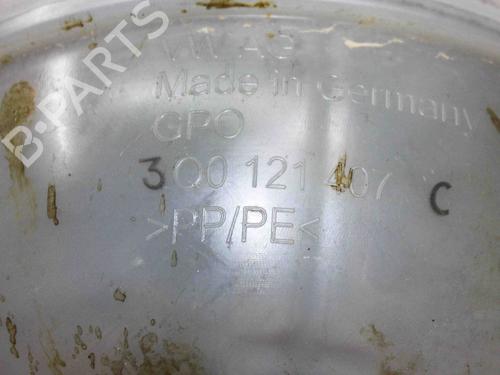 VW AG
Made in Germany
GPO
3Q0 121 407 C
>PP/PE<
B-PARTS